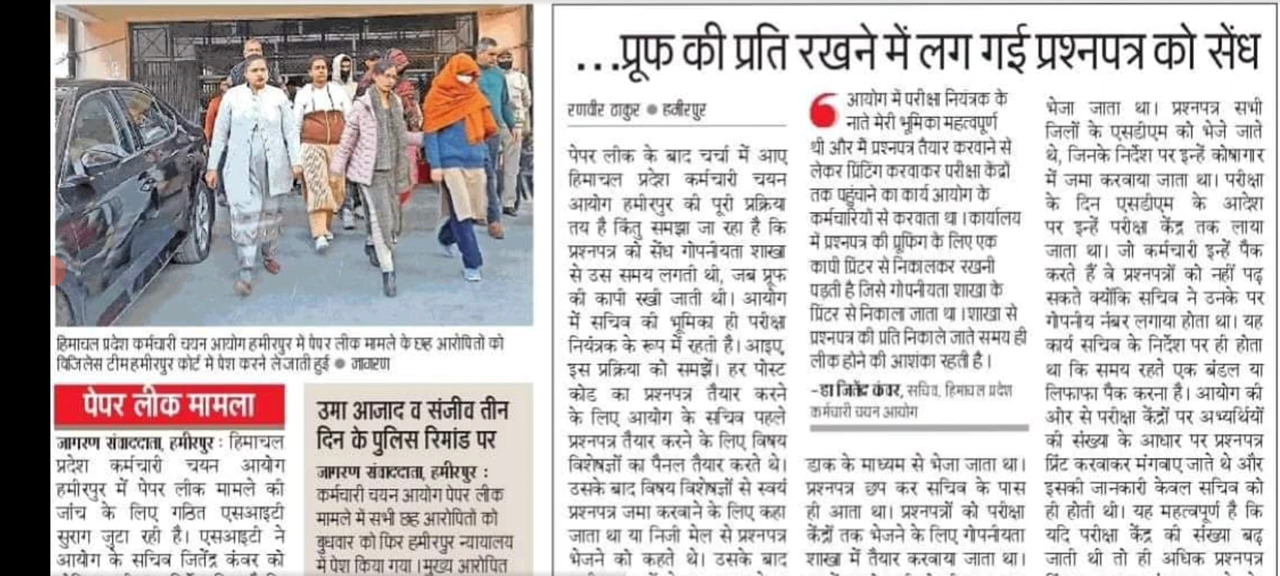 हिमाचल प्रदेश कर्मचारी चयन आयोग हमीरपुर में पेपर लीक मामले के छह आरोपितों को
विजिलेंस टीम हमीरपुर कोर्ट में पेश करने ले जाती हुई ● जागरण
पेपर लीक मामला
जागरण संवाददाता, हमीरपुर : हिमाचल
प्रदेश कर्मचारी चयन आयोग
हमीरपुर में पेपर लीक मामले की
जांच के लिए गठित एसआइटी
सुराग जुटा रही है। एसआइटी ने
आयोग के सचिव जितेंद्र कंवर को
उमा आजाद व संजीव तीन
दिन के पुलिस रिमांड पर
जागरण संवाददाता, हमीरपुर :
कर्मचारी चयन आयोग पेपर लीक
मामले में सभी छह आरोपितों को
बुधवार को फिर हमीरपुर न्यायालय
में पेश किया गया। मुख्य आरोपित
...प्रूफ की प्रति रखने में लग गई प्रश्नपत्र को सेंध
रणवीर ठाकुर ● हमीरपुर
पेपर लीक के बाद चर्चा में आए
हिमाचल प्रदेश कर्मचारी चयन
आयोग हमीरपुर की पूरी प्रक्रिया
तय है किंतु समझा जा रहा है कि
प्रश्नपत्र को सेंध गोपनीयता शाखा
से उस समय लगती थी, जब प्रूफ
की कापी रखी जाती थी। आयोग
में सचिव की भूमिका ही परीक्षा
नियंत्रक के रूप में रहती है। आइए,
इस प्रक्रिया को समझें। हर पोस्ट
कोड का प्रश्नपत्र तैयार करने
के लिए आयोग के सचिव पहले
प्रश्नपत्र तैयार करने के लिए विषय
विशेषज्ञों का पैनल तैयार करते थे।
उसके बाद विषय विशेषज्ञों से स्वयं
प्रश्नपत्र जमा करवाने के लिए कहा
जाता था या निजी मेल से प्रश्नपत्र
भेजने को कहते थे। उसके बाद
आयोग में परीक्षा नियंत्रक के
नाते मेरी भूमिका महत्वपूर्ण
थी और मैं प्रश्नपत्र तैयार करवाने से
लेकर प्रिंटिंग करवाकर परीक्षा केंद्रों
तक पहुंचाने का कार्य आयोग के
कर्मचारियों से करवाता था। कार्यालय
में प्रश्नपत्र की प्रूफिंग के लिए एक
कापी प्रिंटर से निकालकर रखनी
पड़ती है जिसे गोपनीयता शाखा के
प्रिंटर से निकाला जाता था। शाखा से
प्रश्नपत्र की प्रति निकाले जाते समय ही
लीक होने की आशंका रहती है।
-डा जितेंद्र कंवर, सचिव, हिमाचल प्रदेश
कर्मचारी चयन आयोग
डाक के माध्यम से भेजा जाता था।
प्रश्नपत्र छप कर सचिव के पास
ही आता था। प्रश्नपत्रों को परीक्षा
केंद्रों तक भेजने के लिए गोपनीयता
शाखा में तैयार करवाया जाता था।
भेजा जाता था। प्रश्नपत्र सभी
जिलों के एसडीएम को भेजे जाते
थे, जिनके निर्देश पर इन्हें कोषागार
में जमा करवाया जाता था। परीक्षा
के दिन एसडीएम के आदेश
पर इन्हें परीक्षा केंद्र तक लाया
जाता था। जो कर्मचारी इन्हें पैक
करते हैं वे प्रश्नपत्रों को नहीं पढ़
सकते क्योंकि सचिव ने उनके पर
गोपनीय नंबर लगाया होता था। यह
कार्य सचिव के निर्देश पर ही होता
था कि समय रहते एक बंडल या
लिफाफा पैक करना है। आयोग की
ओर से परीक्षा केंद्रों पर अभ्यर्थियों
की संख्या के आधार पर प्रश्नपत्र
प्रिंट करवाकर मंगवाए जाते थे और
इसकी जानकारी केवल सचिव को
ही होती थी। यह महत्वपूर्ण है कि
यदि परीक्षा केंद्र की संख्या बढ़
जाती थी तो ही अधिक प्रश्नपत्र